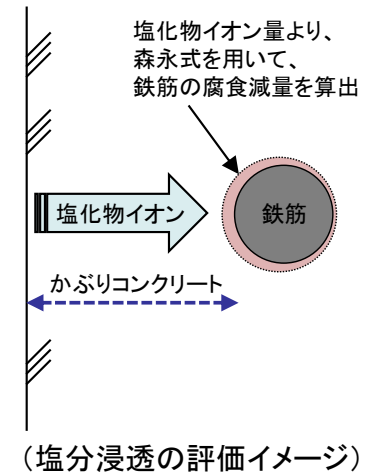 塩化物イオン量より、
森永式を用いて、
鉄筋の腐食減量を算出
塩化物イオン
鉄筋
かぶりコンクリート
(塩分浸透の評価イメージ)